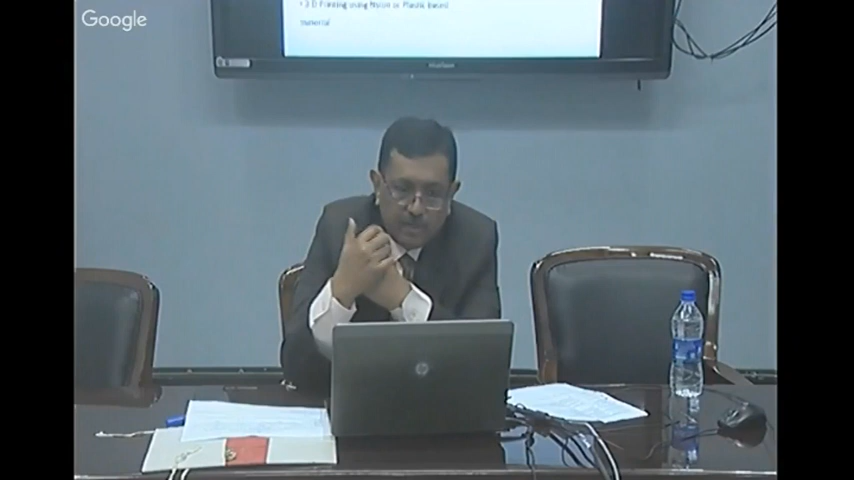 Google
• 3 D Printing using Nylon or Plastic based
material
hp